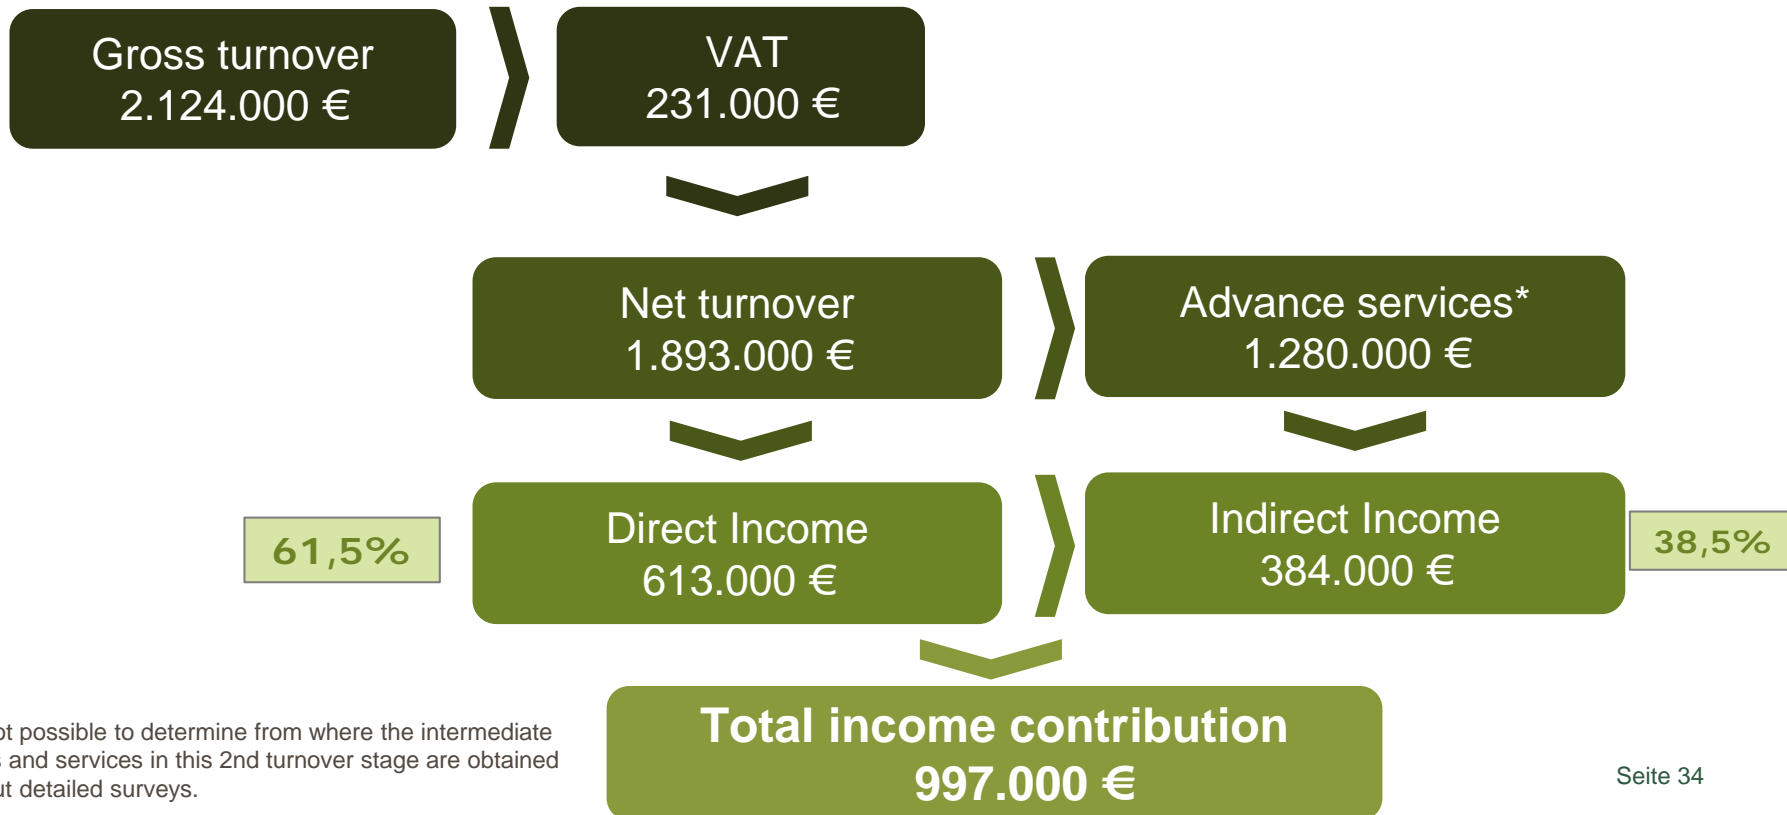 Gross turnover
2.124.000 €
VAT
231.000 €
Net turnover
1.893.000 €
Advance services*
1.280.000 €
61,5%
Direct Income
613.000 €
Indirect Income
384.000 €
38,5%
Total income contribution
997.000 €
possible to determine from where the intermediate
and services in this 2nd turnover stage are obtained
detailed surveys.
Seite 34